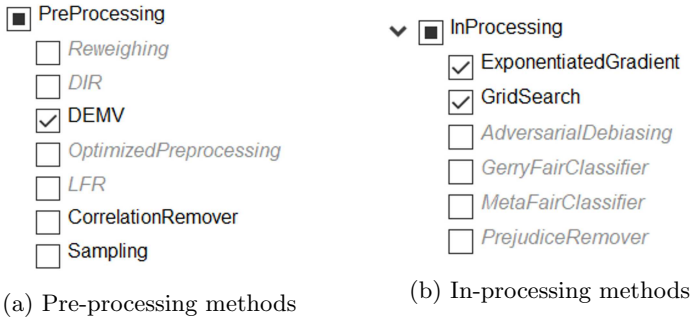 PreProcessing
Reweighing
DIR
DEMV
OptimizedPreprocessing
LFR
CorrelationRemover
Sampling
(a) Pre-processing methods
InProcessing
ExponentiatedGradient
GridSearch
AdversarialDebiasing
GerryFairClassifier
MetaFairClassifier
PrejudiceRemover
(b) In-processing methods